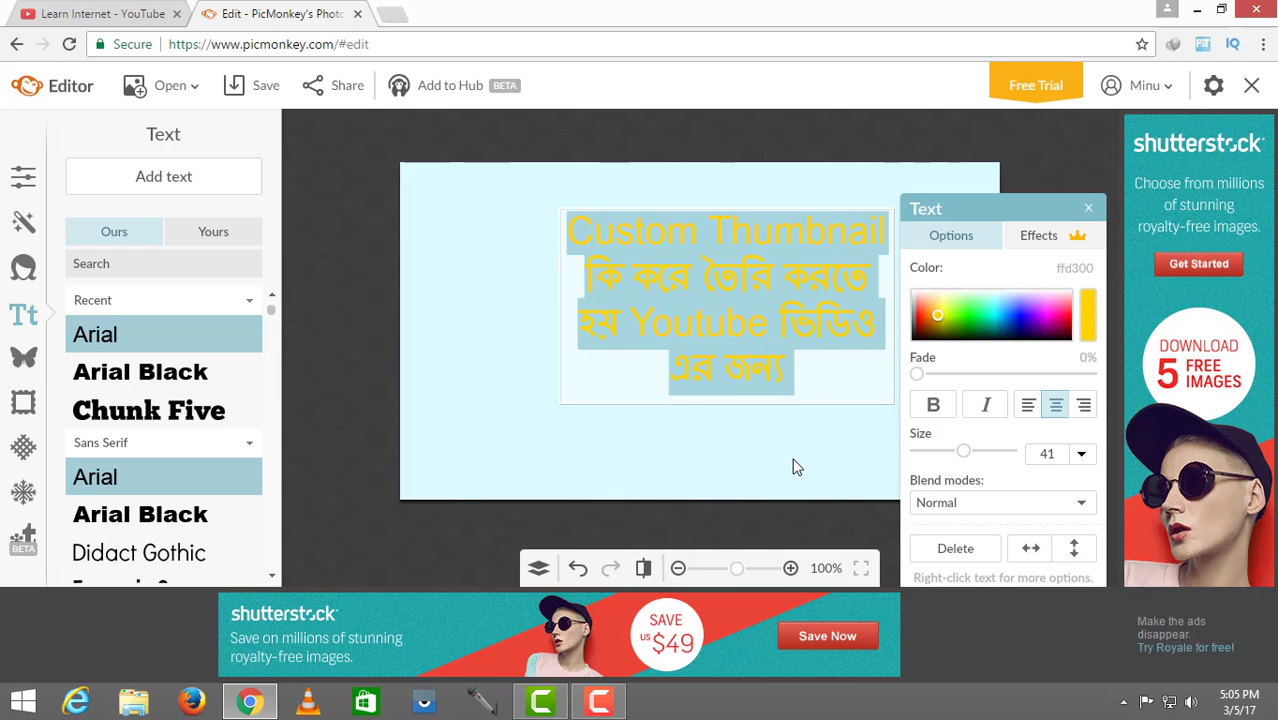 Learn Internet - YouTube
Edit - PicMonkey's Phot
Secure
https://www.picmonkey.com/#edit
Editor
Open
Save
Share
Add to Hub
BETA
Free Trial
Minu
Text
Add text
Ours
Yours
Search
Recent
Arial
Arial Black
Chunk Five
Sans Serif
Arial
Arial Black
Didact Gothic
Tt
BETA
Custom Thumbnail
কি করে তৈরি করতে
হয় Youtube ভিডিও
এর জন্য
Text
Options
Effects
Color:
ffd300
Fade
0%
B
I
Size
41
Blend modes:
Normal
Delete
Right-click text for more options.
100%
shutterstock
Choose from millions
of stunning
royalty-free images.
Get Started
DOWNLOAD
5 FREE
IMAGES
shutterstock
Save on millions of stunning
royalty-free images.
SAVE
US $49
Save Now
Make the ads
disappear.
Try Royale for free!
5:05 PM
3/5/17